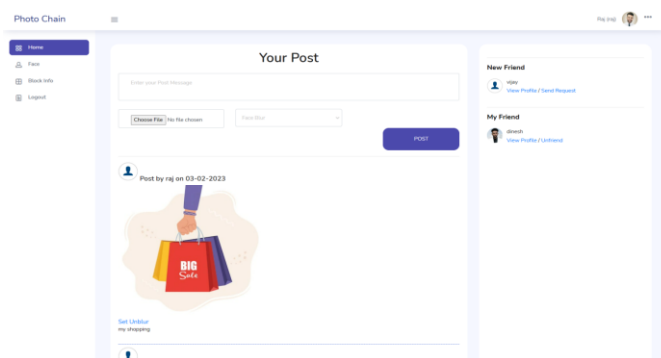 Photo Chain
Raj (raj)
Home
Face
Block Info
Logout
Your Post
Enter your Post Message
Choose File No file chosen
Face Blur
POST
Post by raj on 03-02-2023
BIG
Sale
Set Unblur
my shopping
New Friend
vijay
View Profile / Send Request
My Friend
dinesh
View Profile / Unfriend